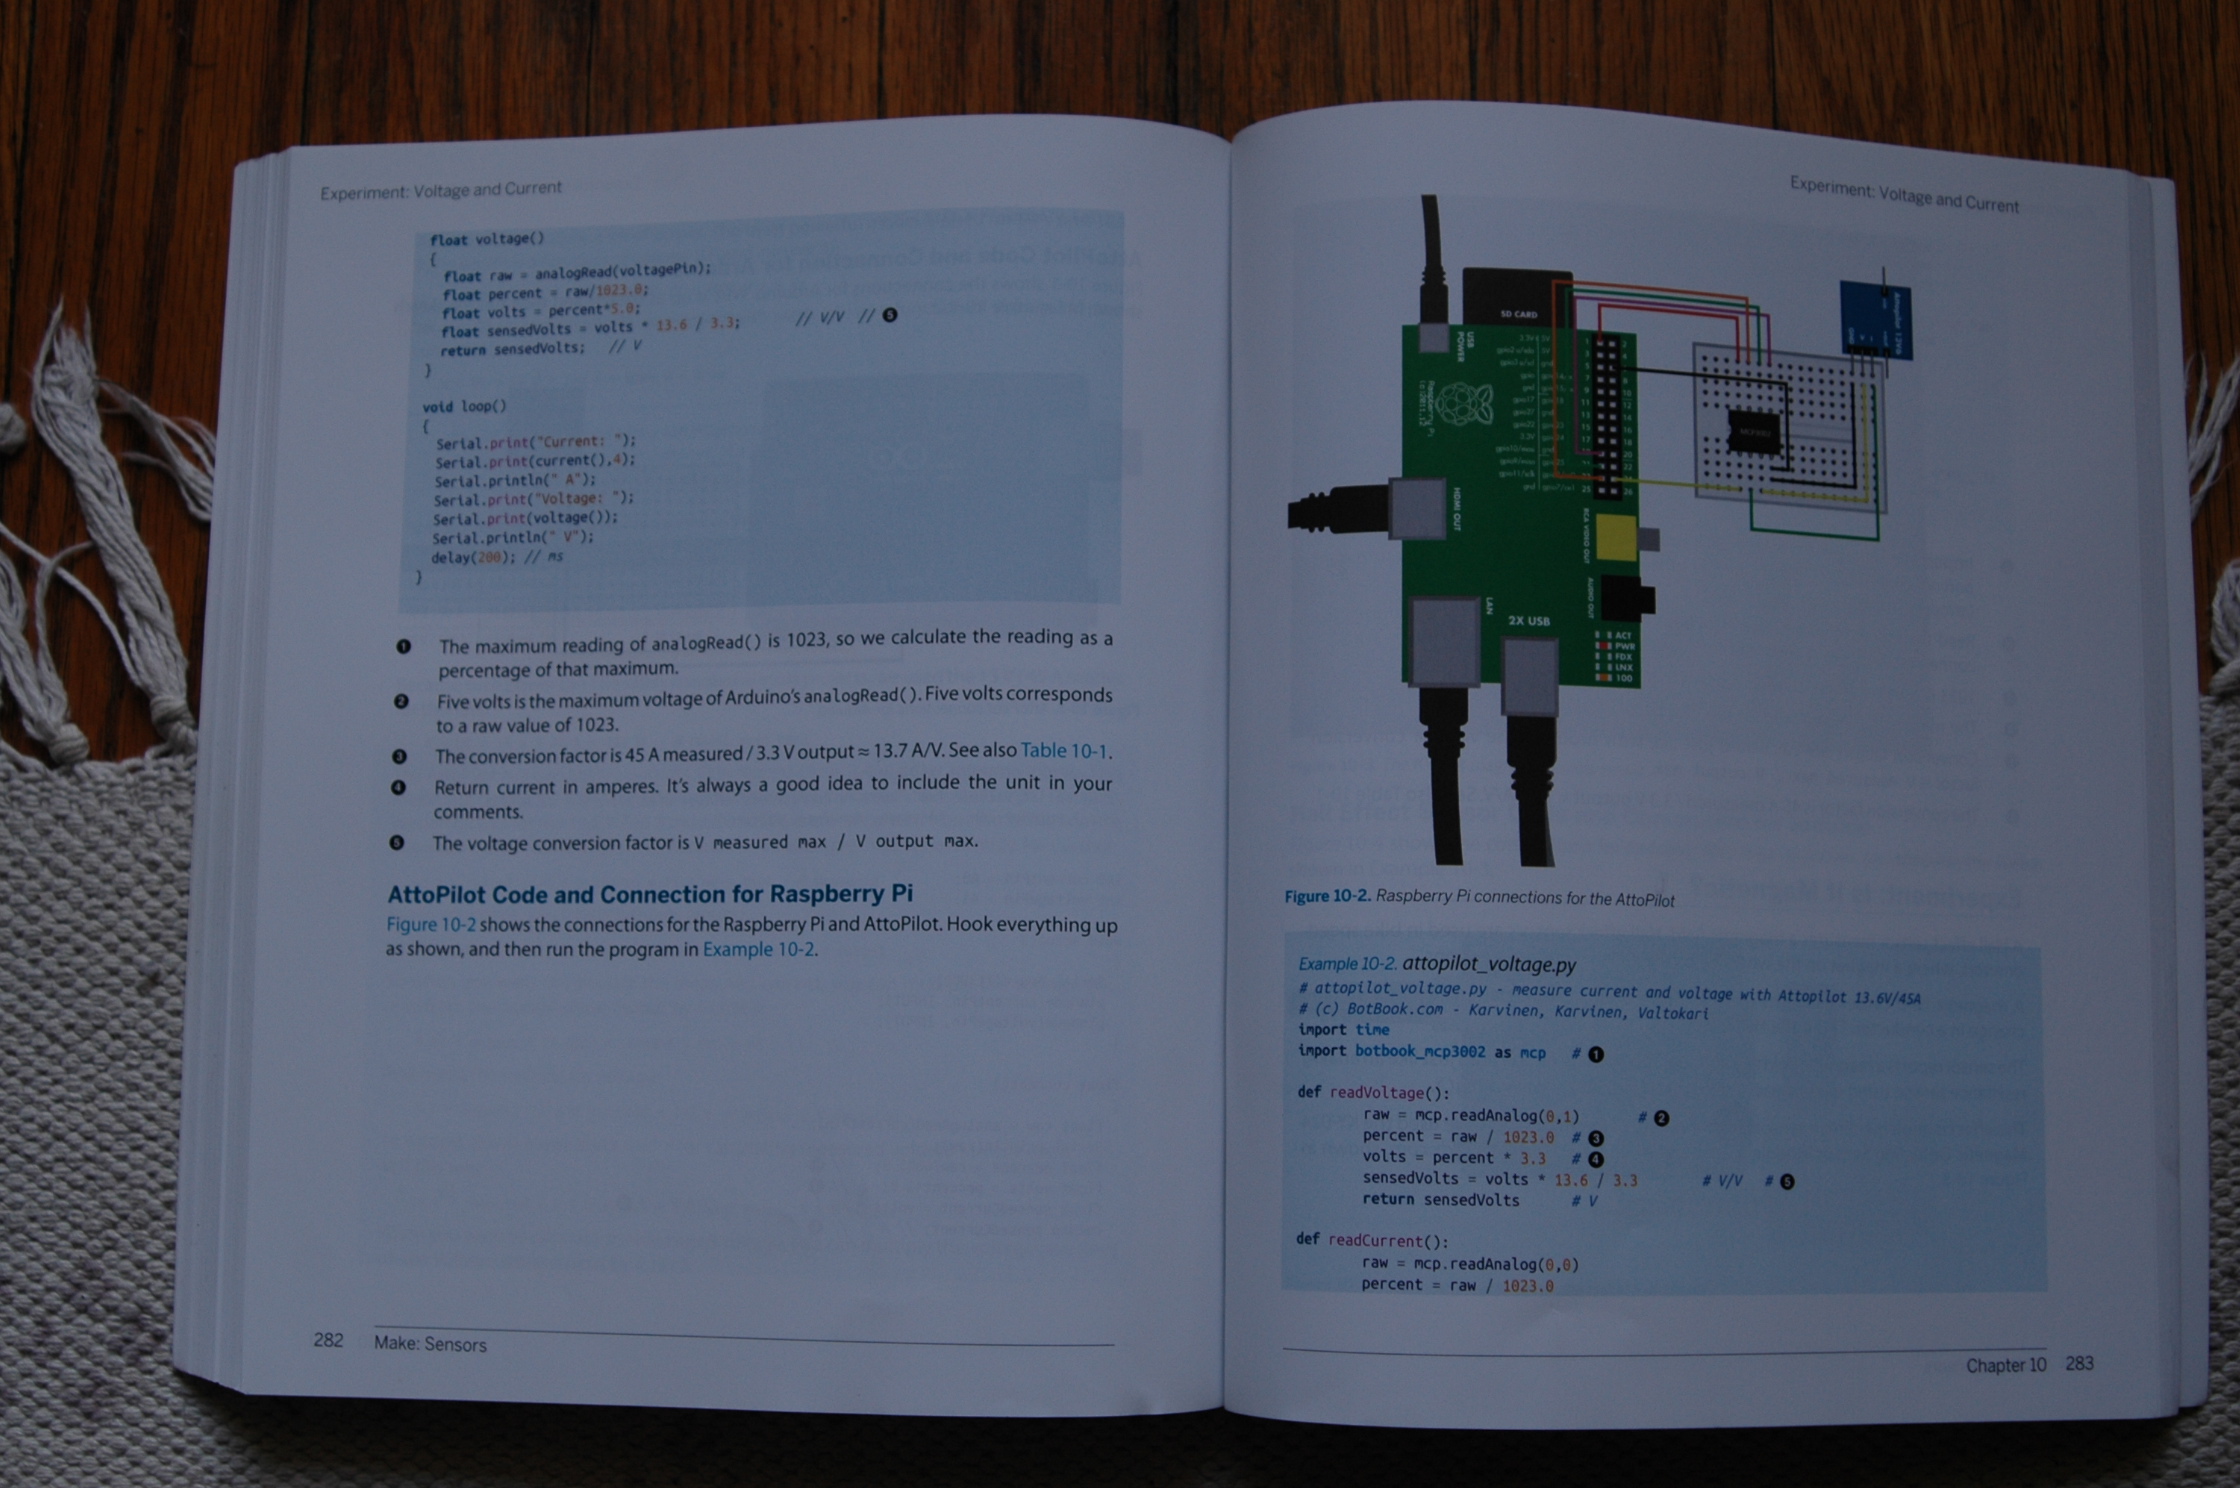 Experiment: Voltage and Current
float voltage()
{
float raw = analogRead(voltagePin);
float percent = raw/1023.0;
float volts = percent*5.0;
float sensedVolts = volts * 13.6 / 3.3; // V/V // ❺
return sensedVolts; // V
}
void loop()
{
Serial.print("Current: ");
Serial.print(current(),4);
Serial.println(" A");
Serial.print("Voltage: ");
Serial.print(voltage());
Serial.println(" V");
delay(200); // ms
}
❶ The maximum reading of analogRead() is 1023, so we calculate the reading as a
percentage of that maximum.
❷ Five volts is the maximum voltage of Arduino's analogRead(). Five volts corresponds
to a raw value of 1023.
❸ The conversion factor is 45 A measured / 3.3 V output ≈ 13.7 A/V. See also Table 10-1.
❹ Return current in amperes. It's always a good idea to include the unit in your
comments.
❺ The voltage conversion factor is V measured max / V output max.
AttoPilot Code and Connection for Raspberry Pi
Figure 10-2 shows the connections for the Raspberry Pi and AttoPilot. Hook everything up
as shown, and then run the program in Example 10-2.
282 Make: Sensors
Experiment: Voltage and Current
SD CARD
USB
POWER
Raspberry Pi
(c)2011,12
HDMI OUT
LAN
2X USB
RCA VIDEO OUT
AUDIO OUT
ACT
PWR
FDX
LNX
100
Attopilot
GND
Figure 10-2. Raspberry Pi connections for the AttoPilot
Example 10-2. attopilot_voltage.py
# attopilot_voltage.py - measure current and voltage with Attopilot 13.6V/45A
# (c) BotBook.com - Karvinen, Karvinen, Valtokari
import time
import botbook_mcp3002 as mcp # ❶
def readVoltage():
raw = mcp.readAnalog(0,1) # ❷
percent = raw / 1023.0 # ❸
volts = percent * 3.3 # ❹
sensedVolts = volts * 13.6 / 3.3 # V/V # ❺
return sensedVolts # V
def readCurrent():
raw = mcp.readAnalog(0,0)
percent = raw / 1023.0
Chapter 10 283